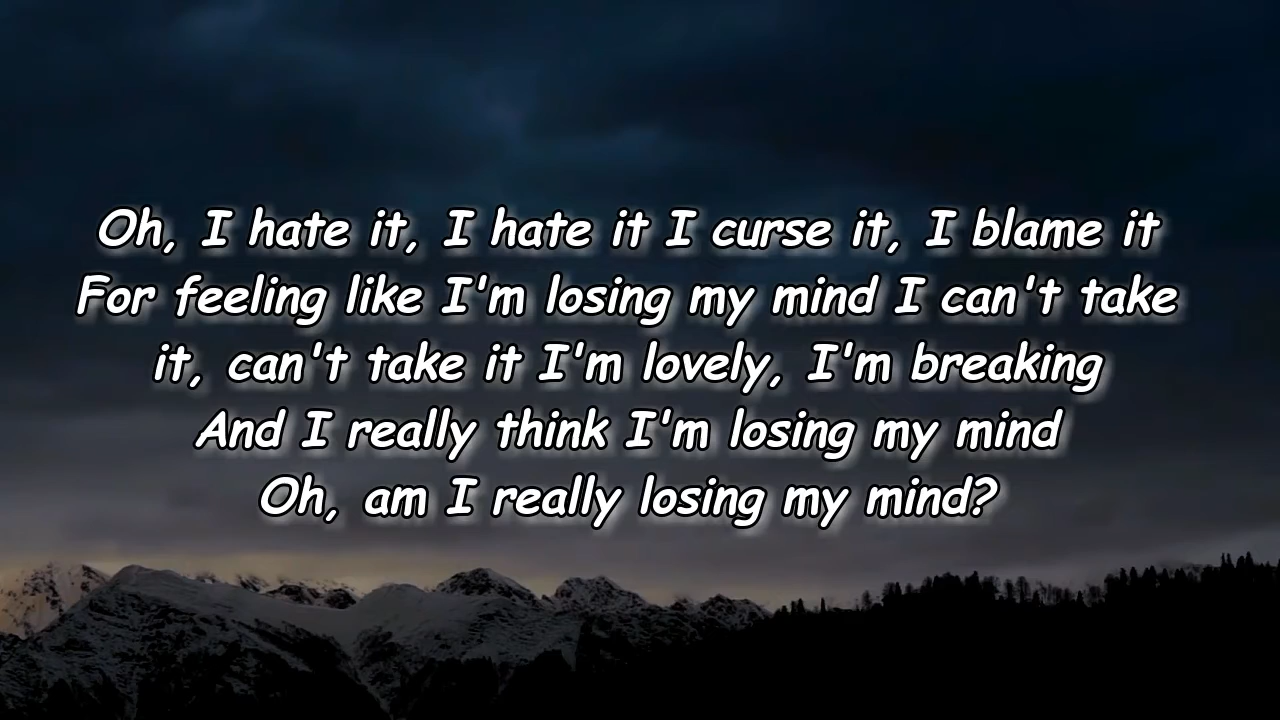 Oh, I hate it, I hate it I curse it, I blame it
For feeling like I'm losing my mind I can't take
it, can't take it I'm lovely, I'm breaking
And I really think I'm losing my mind
Oh, am I really losing my mind?